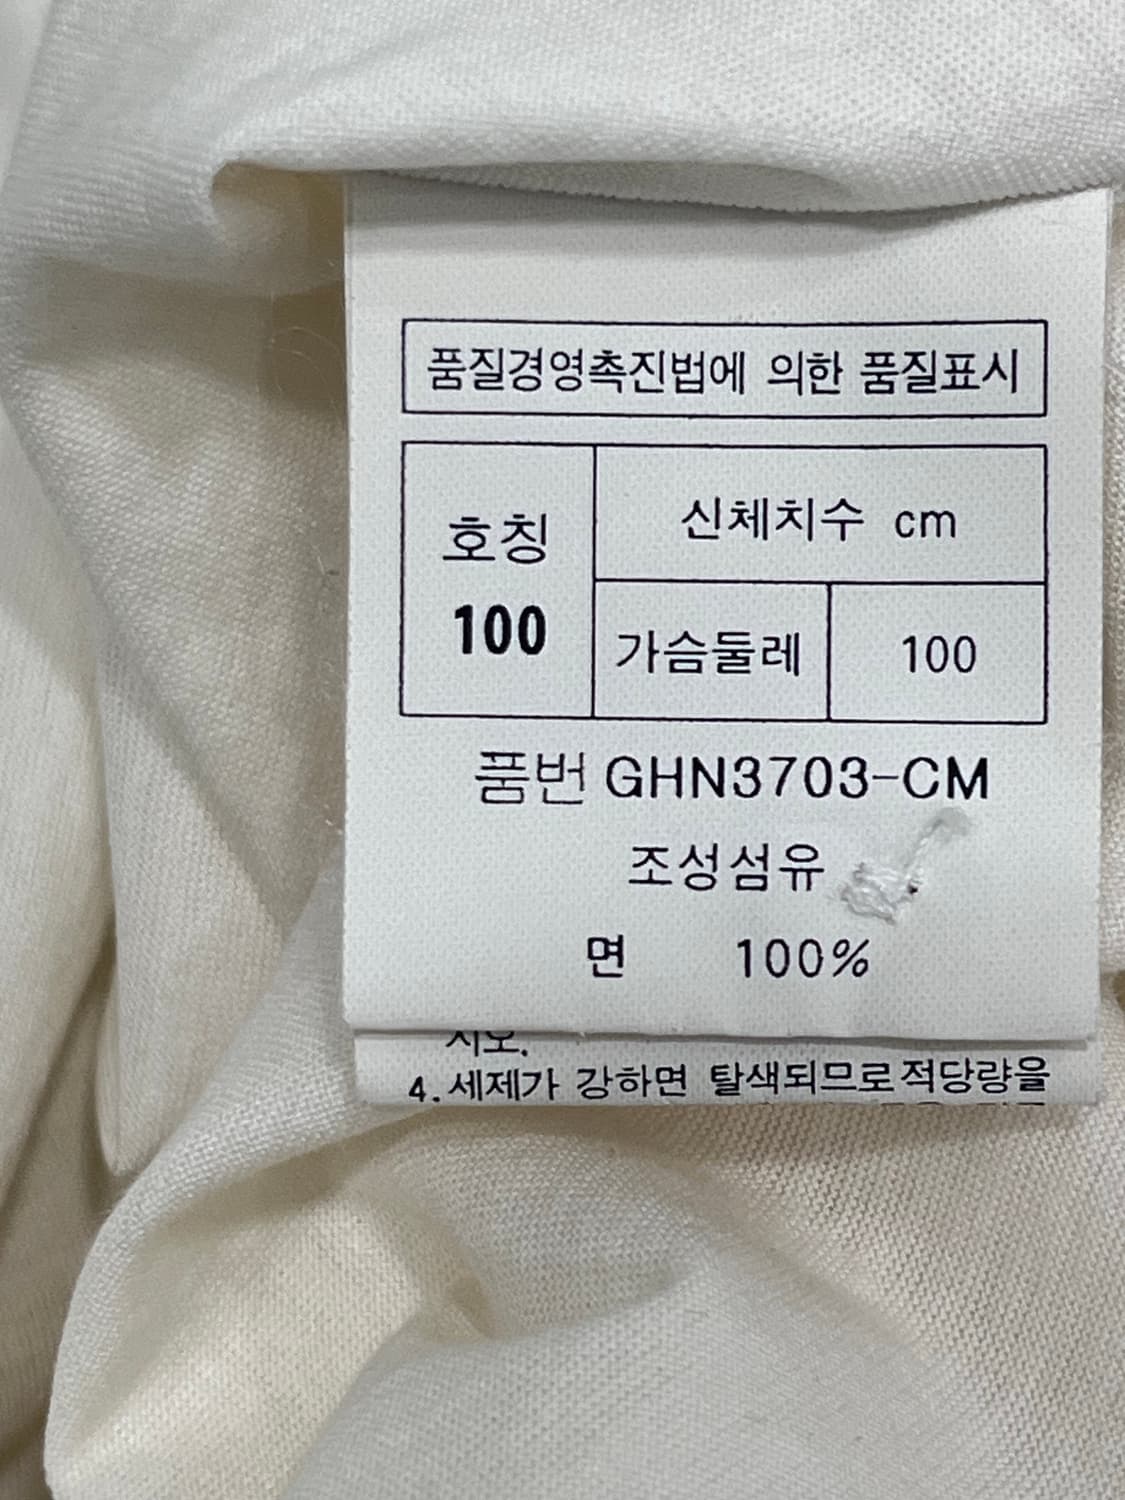 품질경영촉진법에 의한 품질표시
호칭
100
신체치수 cm
가슴둘레 100
품번 GHN3703-CM
조성섬유
면 100%
시오.
4. 세제가 강하면 탈색되므로 적당량을